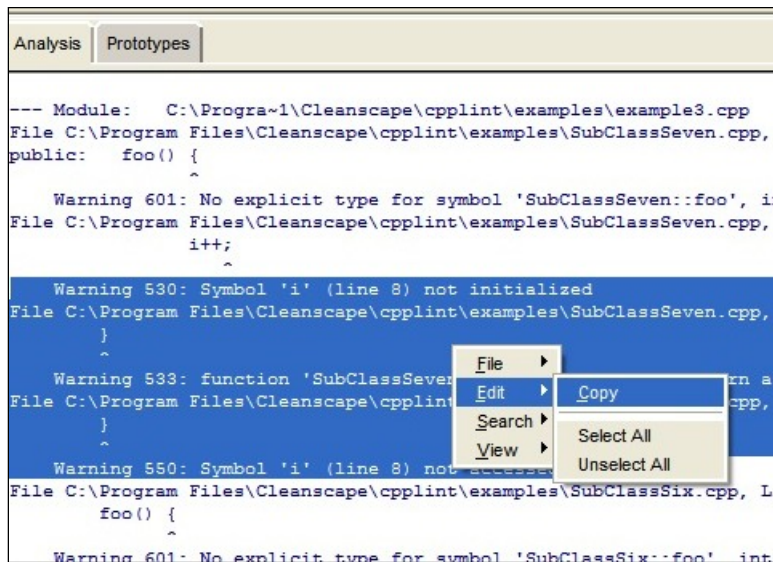 Analysis Prototypes
--- Module:   C:\Progra~1\Cleanscape\cpplint\examples\example3.cpp
File C:\Program Files\Cleanscape\cpplint\examples\SubClassSeven.cpp,
public:   foo() {
^
Warning 601: No explicit type for symbol 'SubClassSeven::foo', i
File C:\Program Files\Cleanscape\cpplint\examples\SubClassSeven.cpp,
i++;
^
Warning 530: Symbol 'i' (line 8) not initialized
File C:\Program Files\Cleanscape\cpplint\examples\SubClassSeven.cpp,
}
^
Warning 533: function 'SubClassSeve rn a
File C:\Program Files\Cleanscape\cpplint cpp,
}
^
Warning 550: Symbol 'i' (line 8) not
File C:\Program Files\Cleanscape\cpplint\examples\SubClassSix.cpp, L
foo() {
^
Warning 601: No explicit type for symbol 'SubClassSix::foo', int
File
Edit
Search
View
Copy
Select All
Unselect All